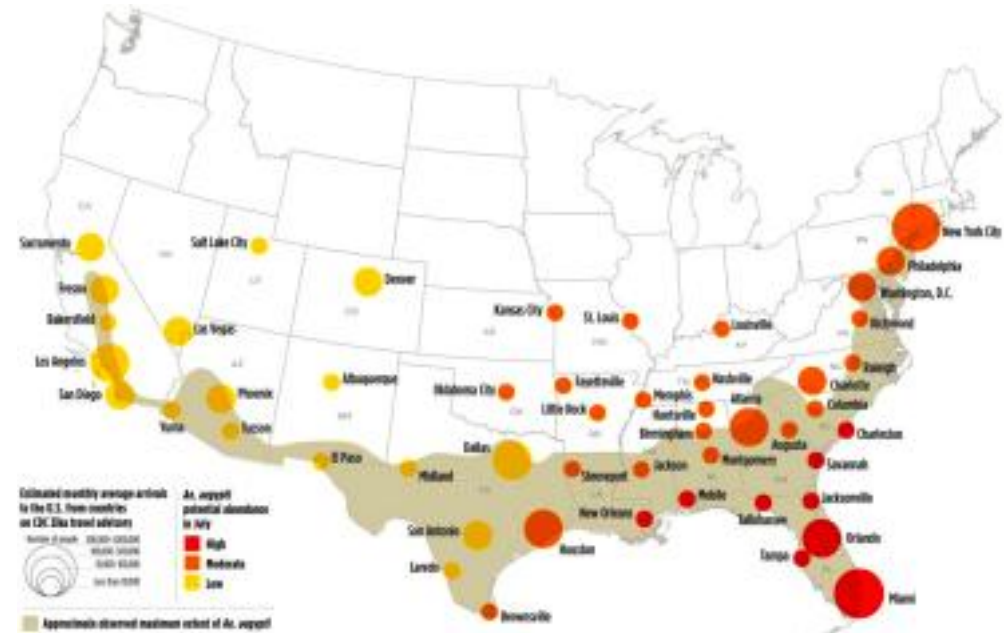 Sacramento
Salt Lake City
Fresno
Denver
Bakersfield
Las Vegas
Los Angeles
San Diego
Phoenix
Yuma
Tucson
Albuquerque
El Paso
Midland
Dallas
San Antonio
Laredo
Brownsville
Houston
Kansas City
St. Louis
Louisville
Oklahoma City
Fayetteville
Little Rock
Memphis
Nashville
Huntsville
Birmingham
Atlanta
Shreveport
Jackson
Montgomery
New Orleans
Mobile
Tallahassee
Tampa
Orlando
Miami
Jacksonville
Savannah
Charleston
Augusta
Columbia
Charlotte
Raleigh
Richmond
Washington, D.C.
Philadelphia
New York City
Estimated monthly average arrivals
to the U.S. from countries
on CDC Zika travel advisory
Number of people
Ae. aegypti
potential abundance
in July
High
Moderate
Low
Approximate observed maximum extent of Ae. aegypti